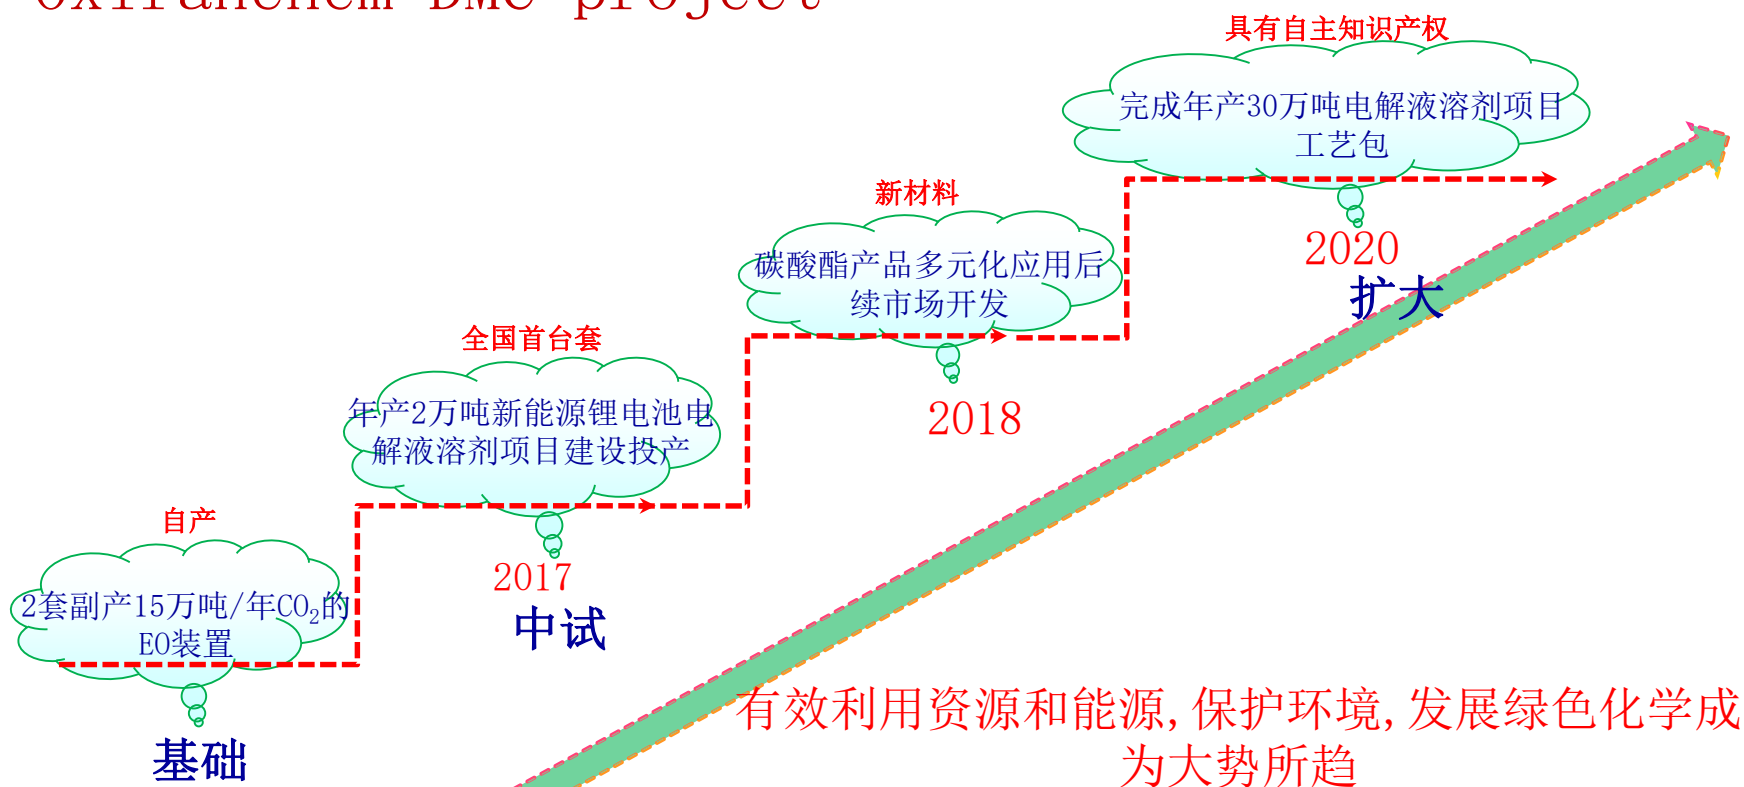 oxiranchem DMC project
具有自主知识产权
完成年产30万吨电解液溶剂项目
工艺包
2020
扩大
新材料
碳酸酯产品多元化应用后
续市场开发
2018
全国首台套
年产2万吨新能源锂电池电
解液溶剂项目建设投产
2017
中试
自产
2套副产15万吨/年CO₂的
EO装置
基础
有效利用资源和能源,保护环境,发展绿色化学成
为大势所趋